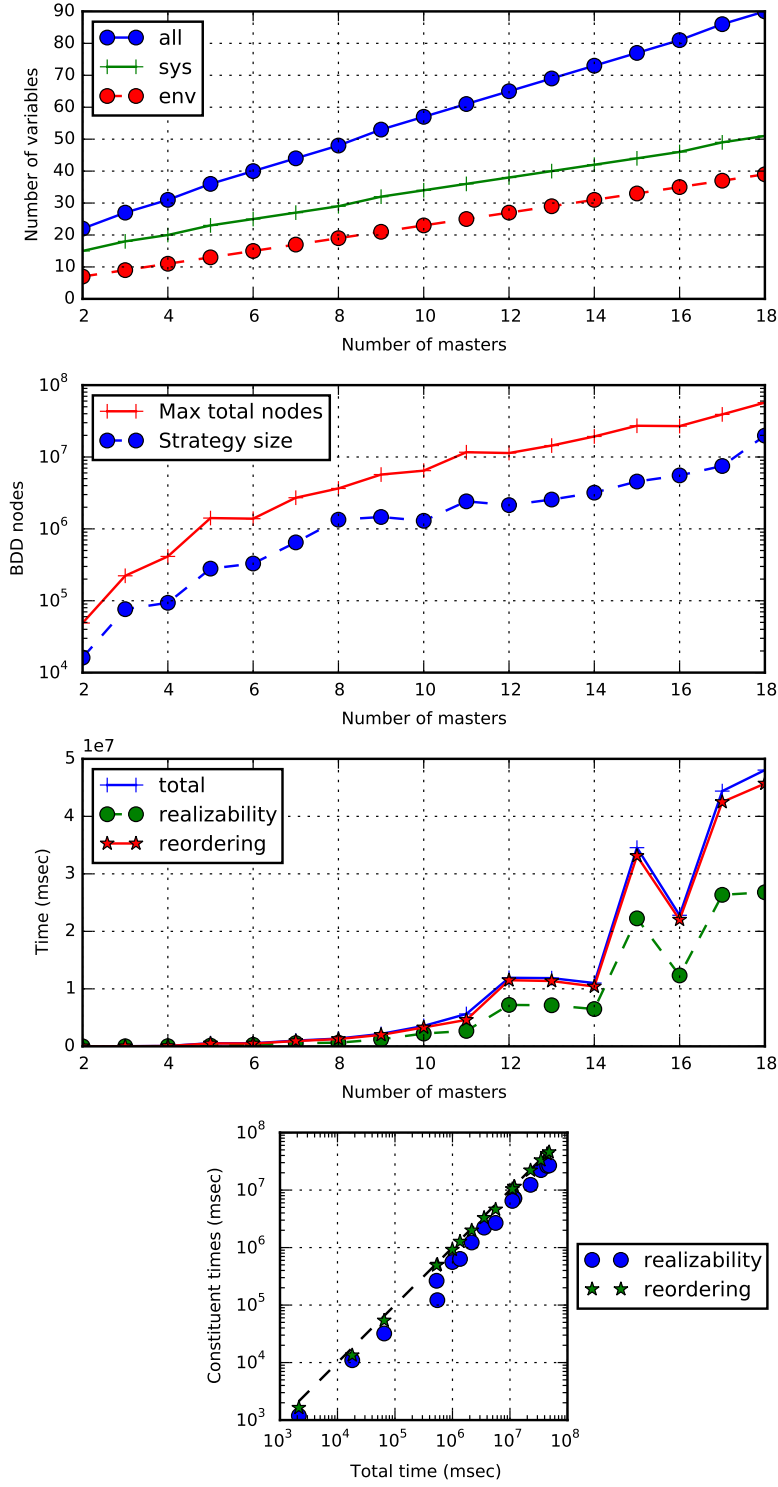 90
80
70
60
50
40
30
20
10
0
Number of variables
all
sys
env
2 4 6 8 10 12 14 16 18
Number of masters
10^8
10^7
10^6
10^5
10^4
BDD nodes
Max total nodes
Strategy size
2 4 6 8 10 12 14 16 18
Number of masters
1e7
5
4
3
2
1
0
Time (msec)
total
realizability
reordering
2 4 6 8 10 12 14 16 18
Number of masters
10^8
10^7
10^6
10^5
10^4
10^3
Constituent times (msec)
realizability
reordering
10^3 10^4 10^5 10^6 10^7 10^8
Total time (msec)